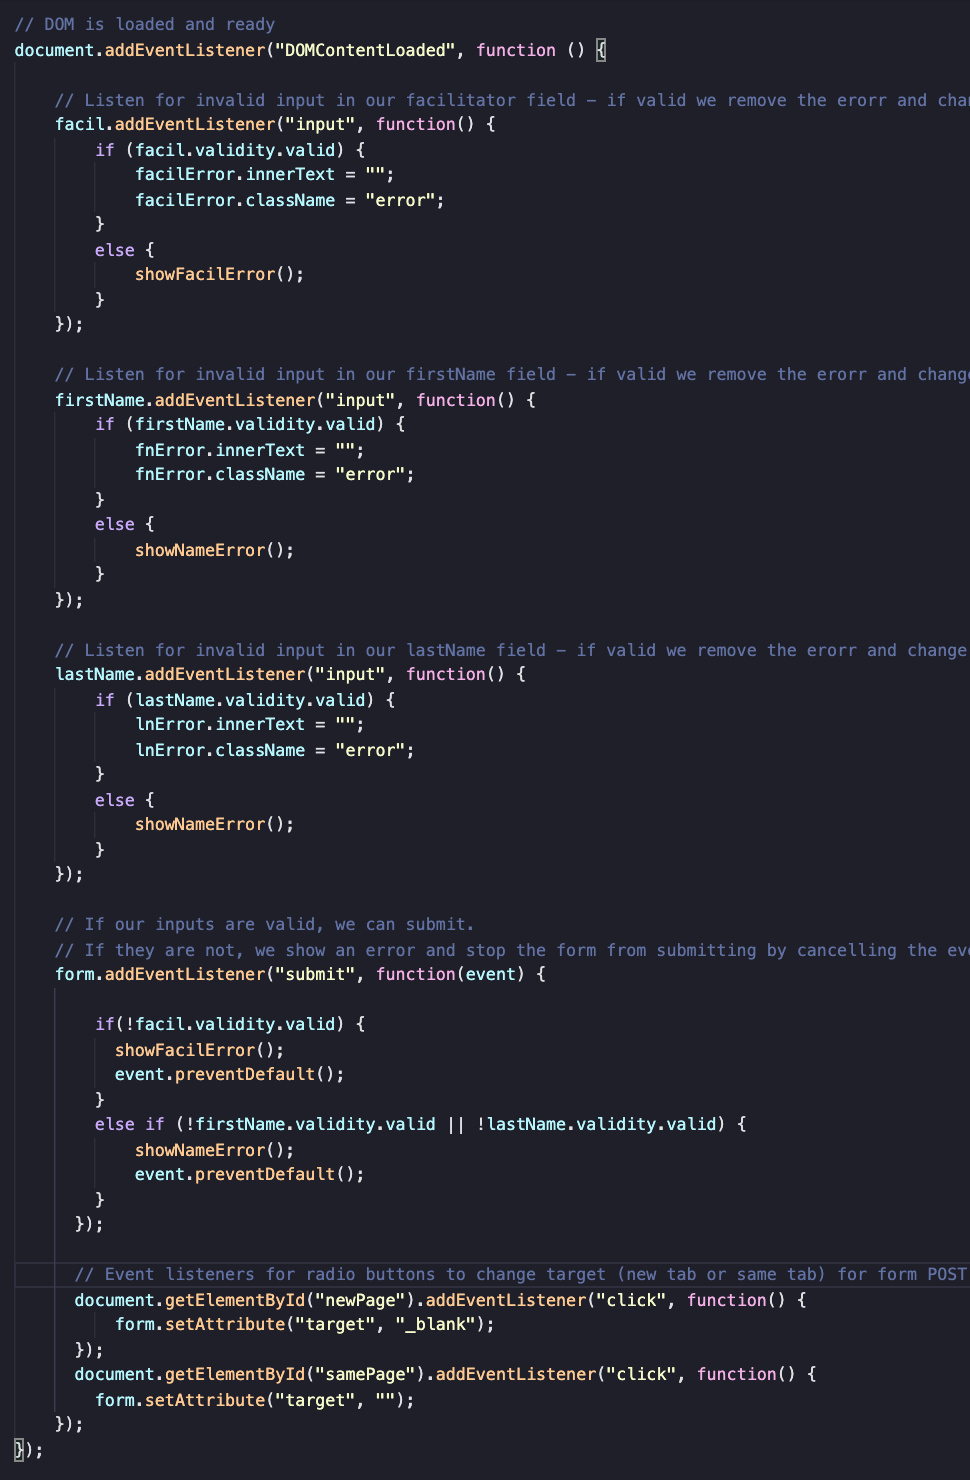 // DOM is loaded and ready
document.addEventListener("DOMContentLoaded", function () {
// Listen for invalid input in our facilitator field – if valid we remove the erorr and
facil.addEventListener("input", function() {
if (facil.validity.valid) {
facilError.innerText = "";
facilError.className = "error";
}
else {
showFacilError();
}
});
// Listen for invalid input in our firstName field – if valid we remove the erorr and change
firstName.addEventListener("input", function() {
if (firstName.validity.valid) {
fnError.innerText = "";
fnError.className = "error";
}
else {
showNameError();
}
});
// Listen for invalid input in our lastName field – if valid we remove the erorr and change
lastName.addEventListener("input", function() {
if (lastName.validity.valid) {
lnError.innerText = "";
lnError.className = "error";
}
else {
showNameError();
}
});
// If our inputs are valid, we can submit.
// If they are not, we show an error and stop the form from submitting by cancelling the
form.addEventListener("submit", function(event) {
if(!facil.validity.valid) {
showFacilError();
event.preventDefault();
}
else if (!firstName.validity.valid || !lastName.validity.valid) {
showNameError();
event.preventDefault();
}
});
// Event listeners for radio buttons to change target (new tab or same tab) for form POST
document.getElementById("newPage").addEventListener("click", function() {
form.setAttribute("target", "_blank");
});
document.getElementById("samePage").addEventListener("click", function() {
form.setAttribute("target", "");
});
});